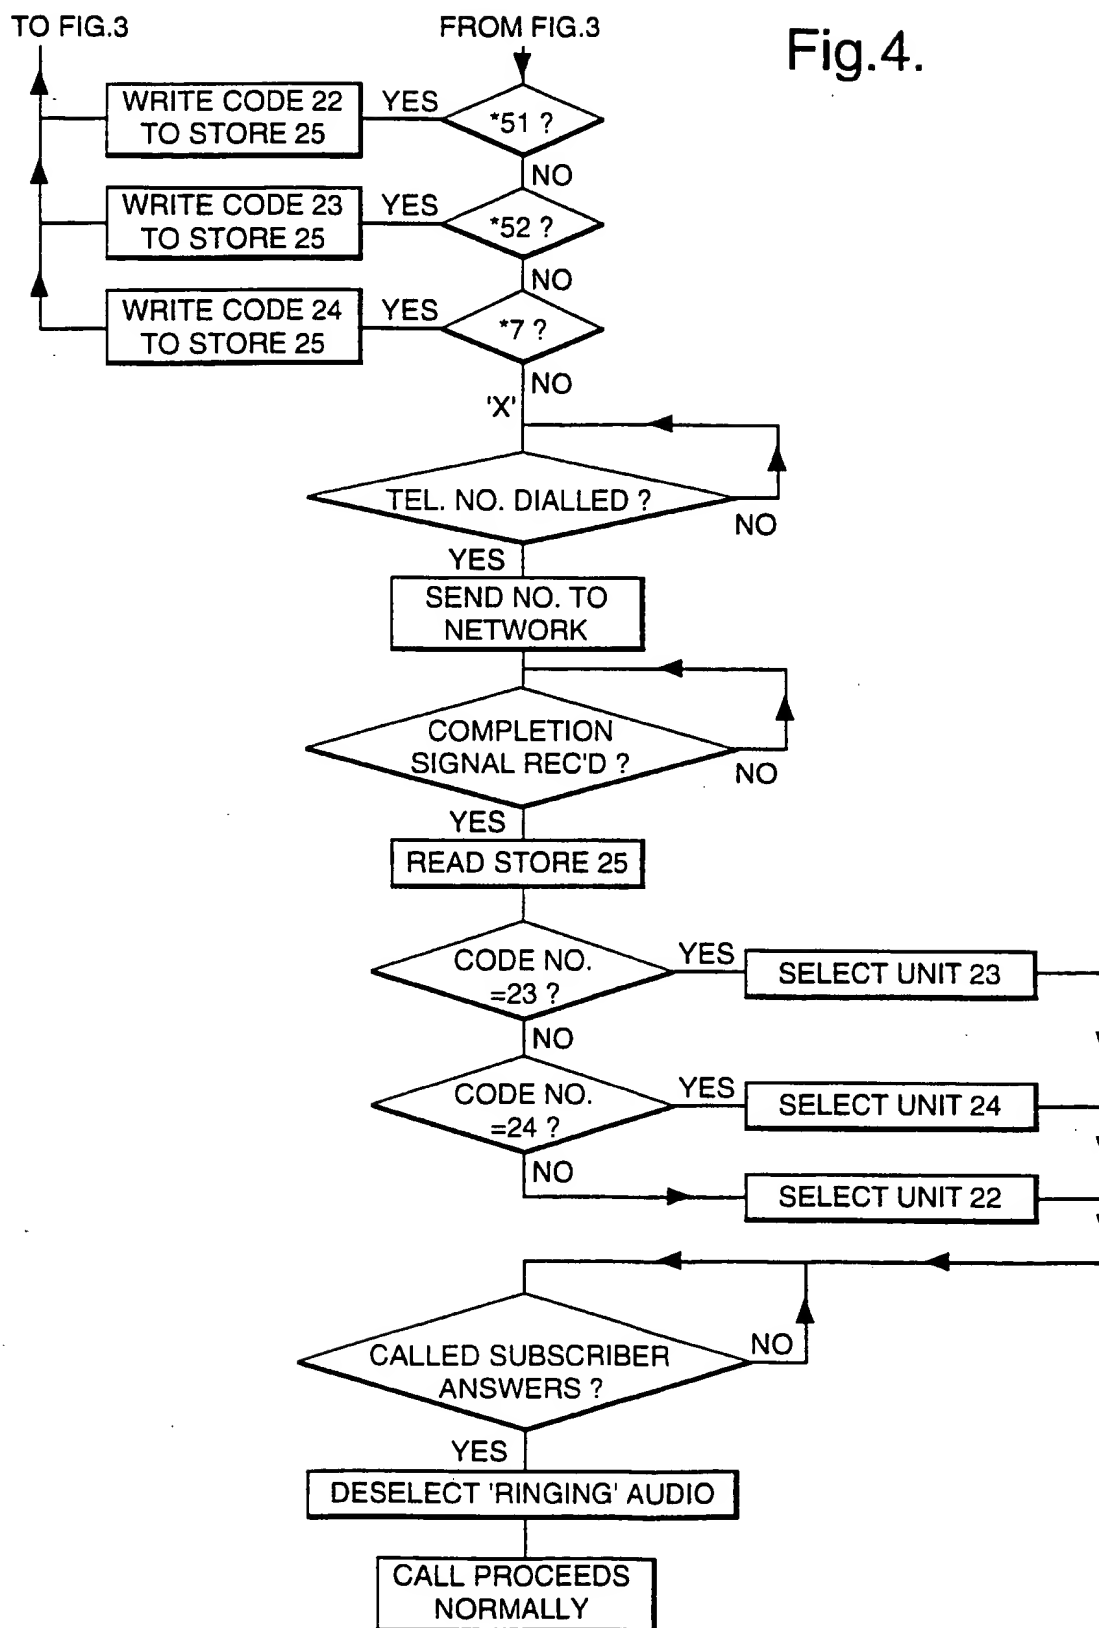 TO FIG.3
FROM FIG.3
Fig.4.
WRITE CODE 22
TO STORE 25
YES
*51 ?
NO
WRITE CODE 23
TO STORE 25
YES
*52 ?
NO
WRITE CODE 24
TO STORE 25
YES
*7 ?
NO
'X'
TEL. NO. DIALLED ?
NO
YES
SEND NO. TO
NETWORK
COMPLETION
SIGNAL REC'D ?
NO
YES
READ STORE 25
CODE NO.
=23 ?
YES
SELECT UNIT 23
NO
CODE NO.
=24 ?
YES
SELECT UNIT 24
NO
SELECT UNIT 22
CALLED SUBSCRIBER
ANSWERS ?
NO
YES
DESELECT 'RINGING' AUDIO
CALL PROCEEDS
NORMALLY